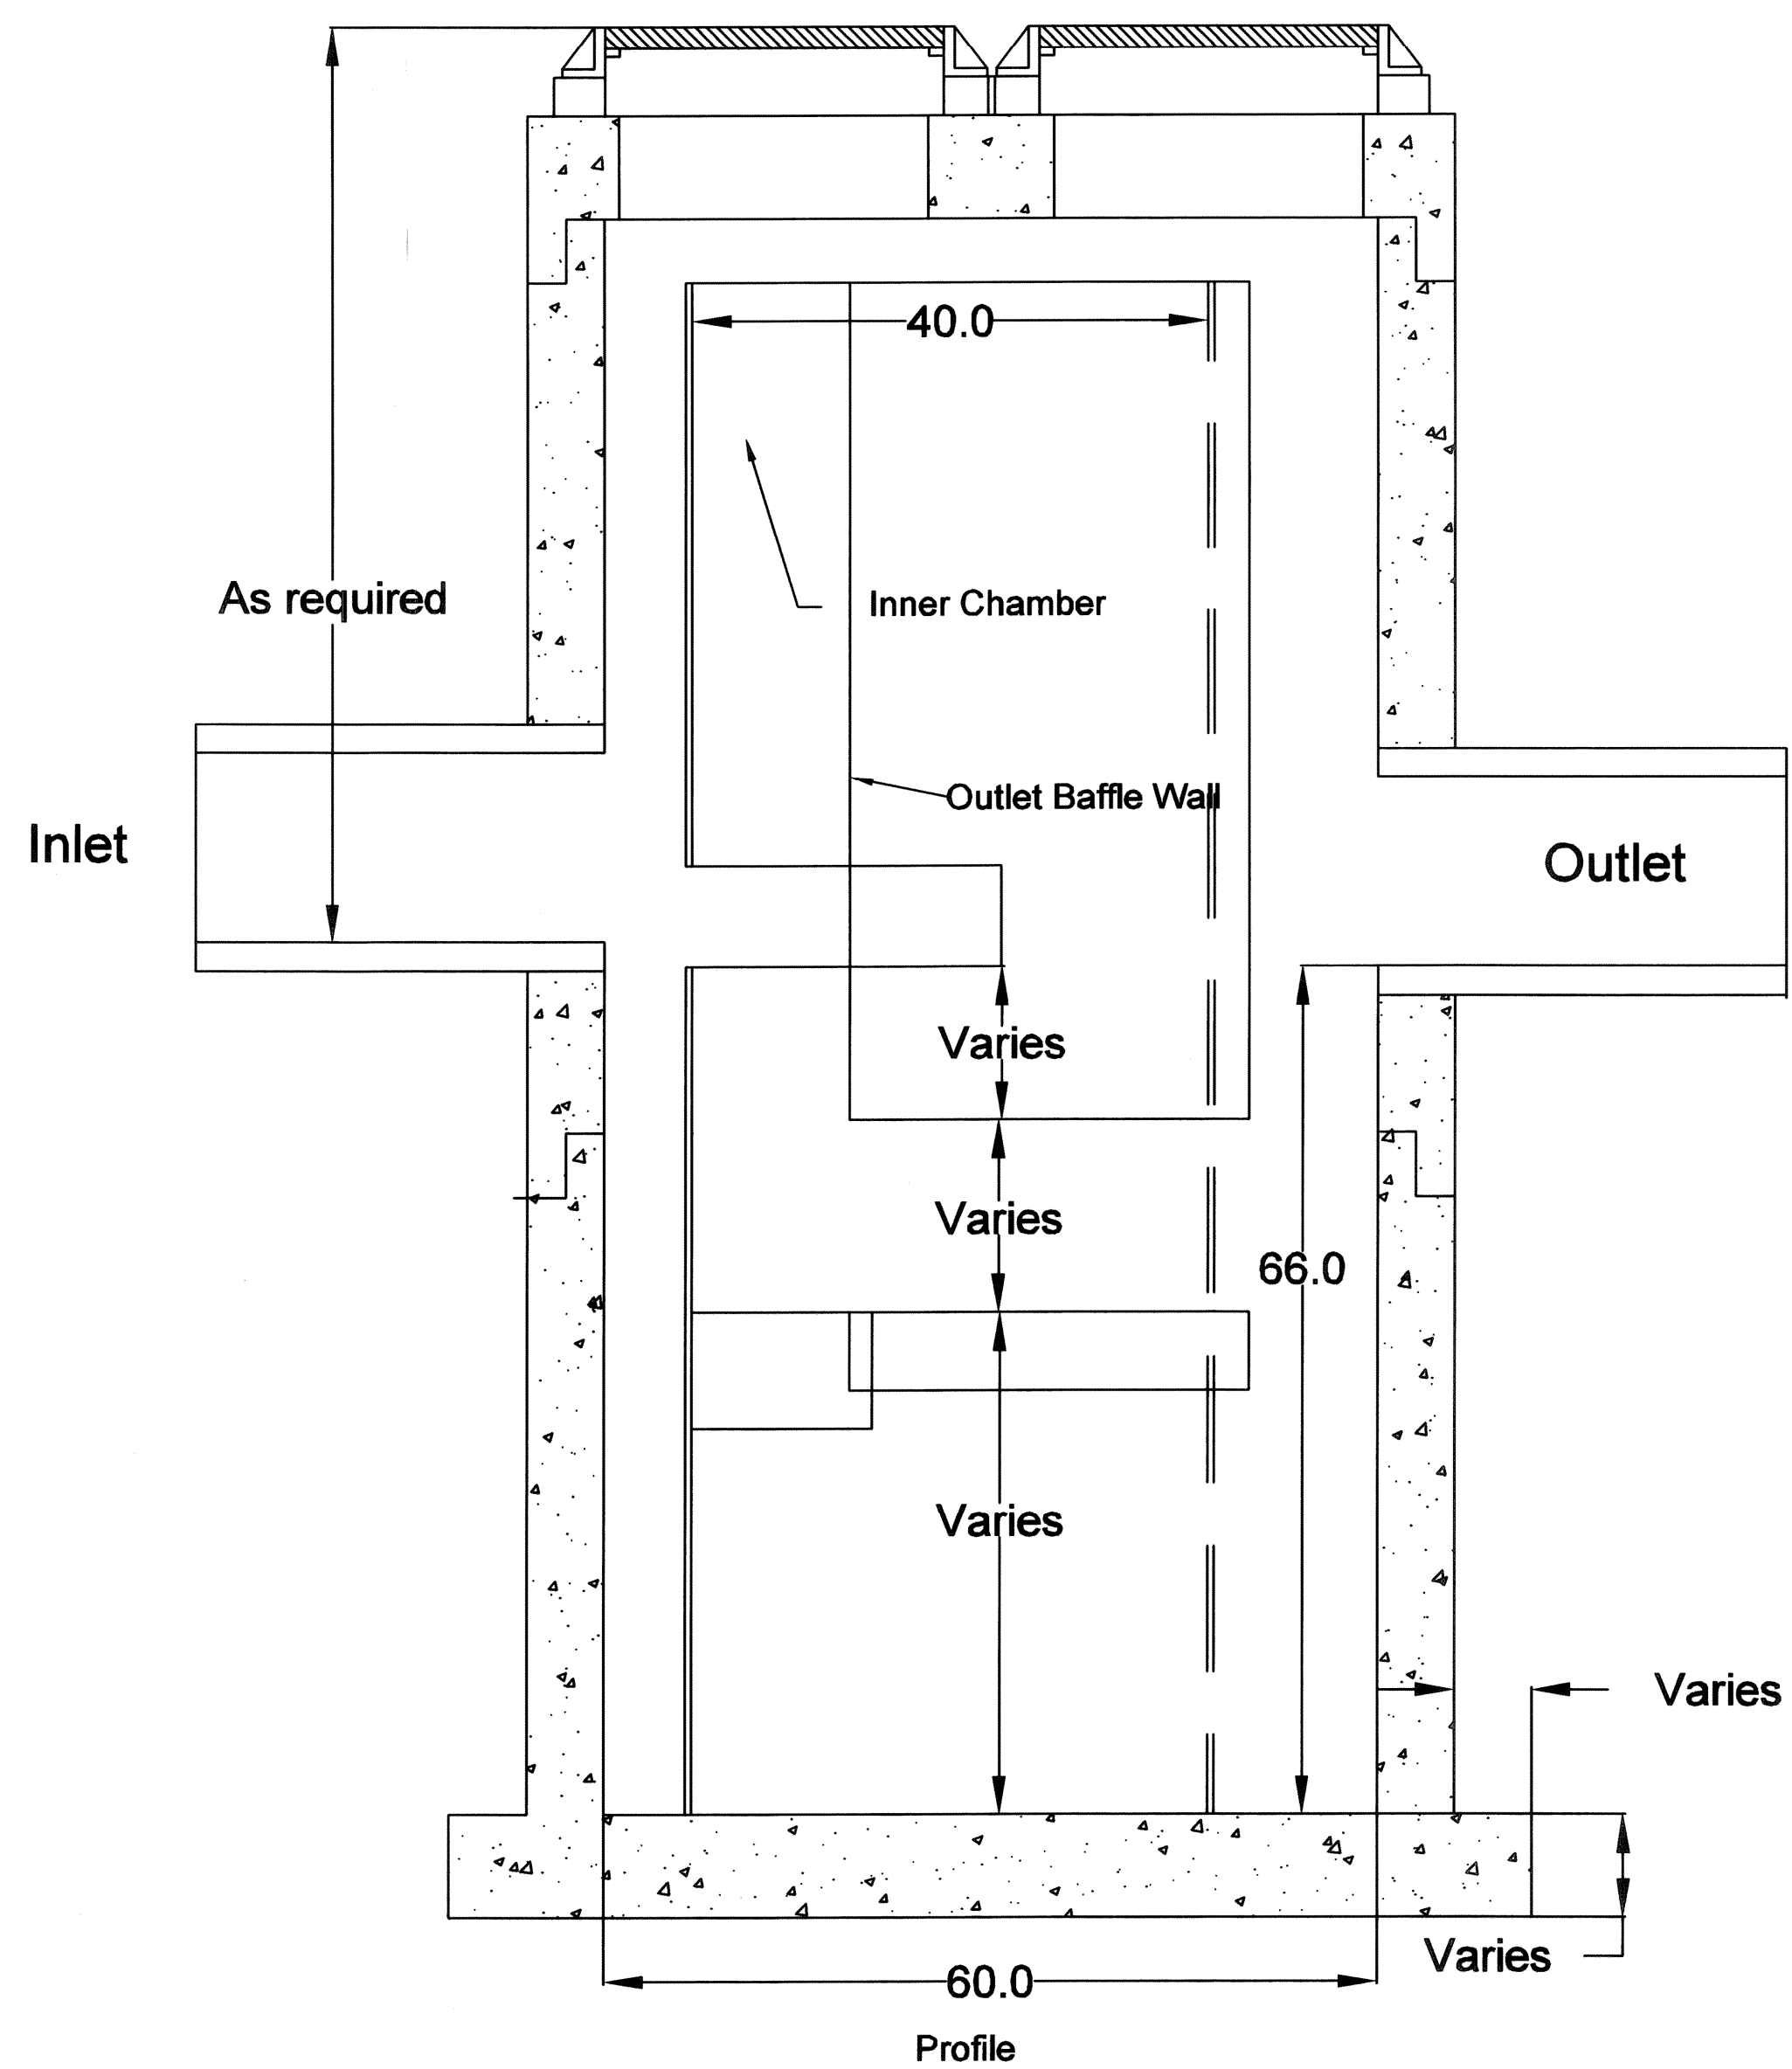 40.0
As required
Inner Chamber
Outlet Baffle Wall
Inlet
Outlet
Varies
Varies
66.0
Varies
Varies
Varies
60.0
Profile